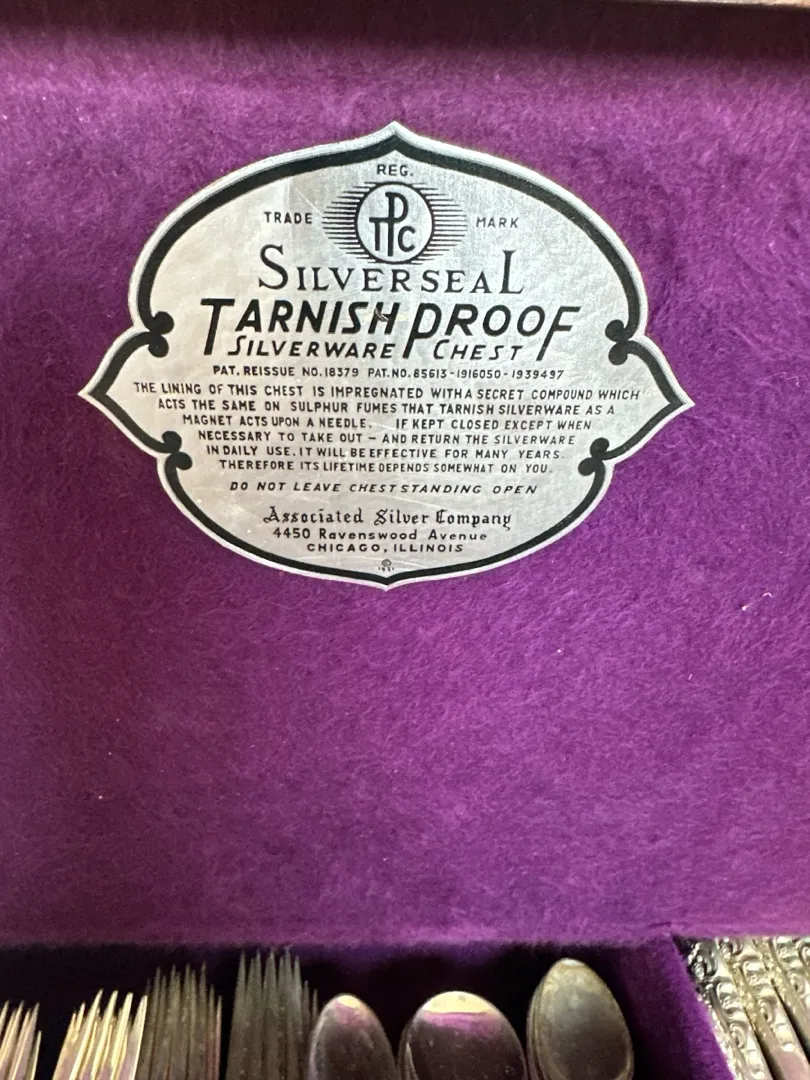 REG.
TRADE TPC MARK
SILVERSEAL
TARNISH PROOF
SILVERWARE CHEST
PAT. REISSUE NO. 18379 PAT. NO. 85613-1916050-1939497
THE LINING OF THIS CHEST IS IMPREGNATED WITH A SECRET COMPOUND WHICH
ACTS THE SAME ON SULPHUR FUMES THAT TARNISH SILVERWARE AS A
MAGNET ACTS UPON A NEEDLE. IF KEPT CLOSED EXCEPT WHEN
NECESSARY TO TAKE OUT — AND RETURN THE SILVERWARE
IN DAILY USE, IT WILL BE EFFECTIVE FOR MANY YEARS.
THEREFORE ITS LIFETIME DEPENDS SOMEWHAT ON YOU.
DO NOT LEAVE CHEST STANDING OPEN
Associated Silver Company
4450 Ravenswood Avenue
CHICAGO, ILLINOIS
©